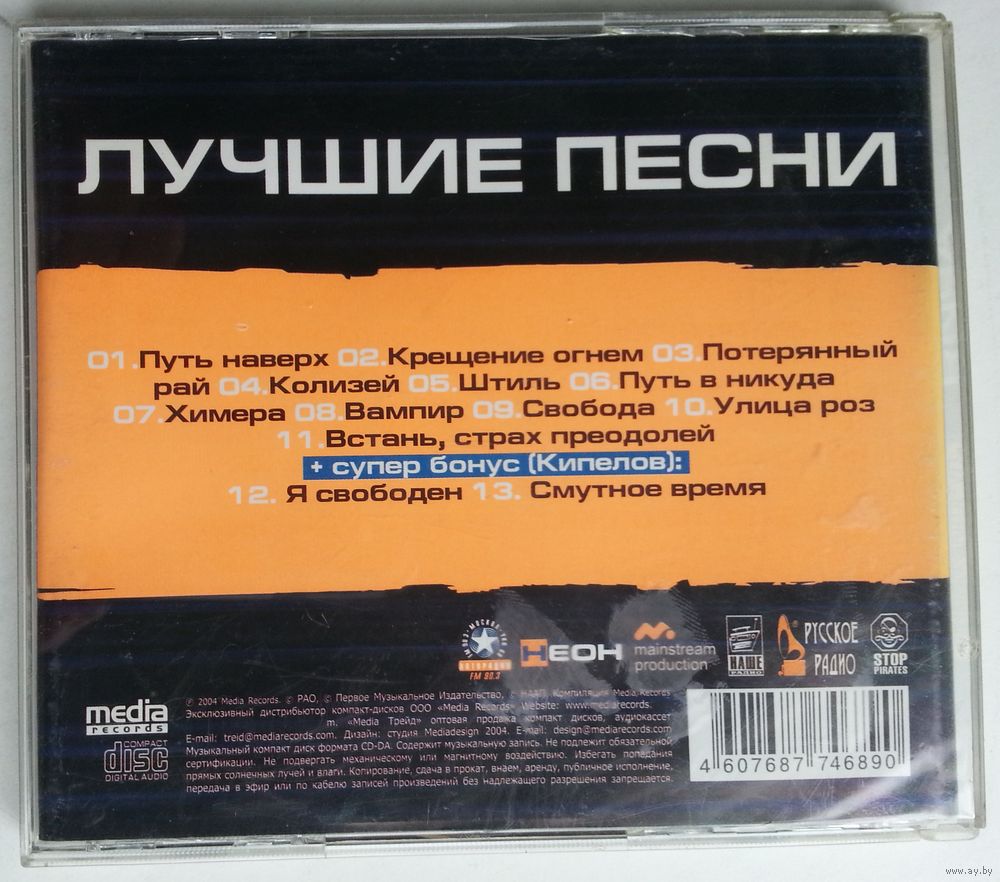 ЛУЧШИЕ ПЕСНИ
01.Путь наверх 02.Крещение огнем 03.Потерянный
рай 04.Колизей 05.Штиль 06.Путь в никуда
07.Химера 08.Вампир 09.Свобода 10.Улица роз
11.Встань, страх преодолей
+ супер бонус (Кипелов):
12. Я свободен 13. Смутное время
АВТОРАДИО
FM 90.3
НЕОН
mainstream
production
НАШЕ
РАДИО
РУССКОЕ
РАДИО
STOP
PIRATES
media
records
COMPACT
disc
DIGITAL AUDIO
℗ 2004 Media Records. © РАО, © Первое Музыкальное Издательство, © НААП. Компиляция Media Records
Эксклюзивный дистрибьютор компакт-дисков ООО «Media Records» Website: www.mediarecords.
m. «Media Трейд» оптовая продажа компакт дисков, аудиокассет
E-mail: treid@mediarecords.com. Дизайн: студия Mediadesign 2004. E-mail: design@mediarecords.com
Музыкальный компакт диск формата CD-DA. Содержит музыкальную запись. Не подлежит обязательной
сертификации. Не подвергать механическому или магнитному воздействию. Избегать попадания
прямых солнечных лучей и влаги. Копирование, сдача в прокат, внаем, аренду, публичное исполнение,
передача в эфир или по кабелю записей произведений без надлежащего разрешения запрещается.
4 607687 746890
www.ay.by